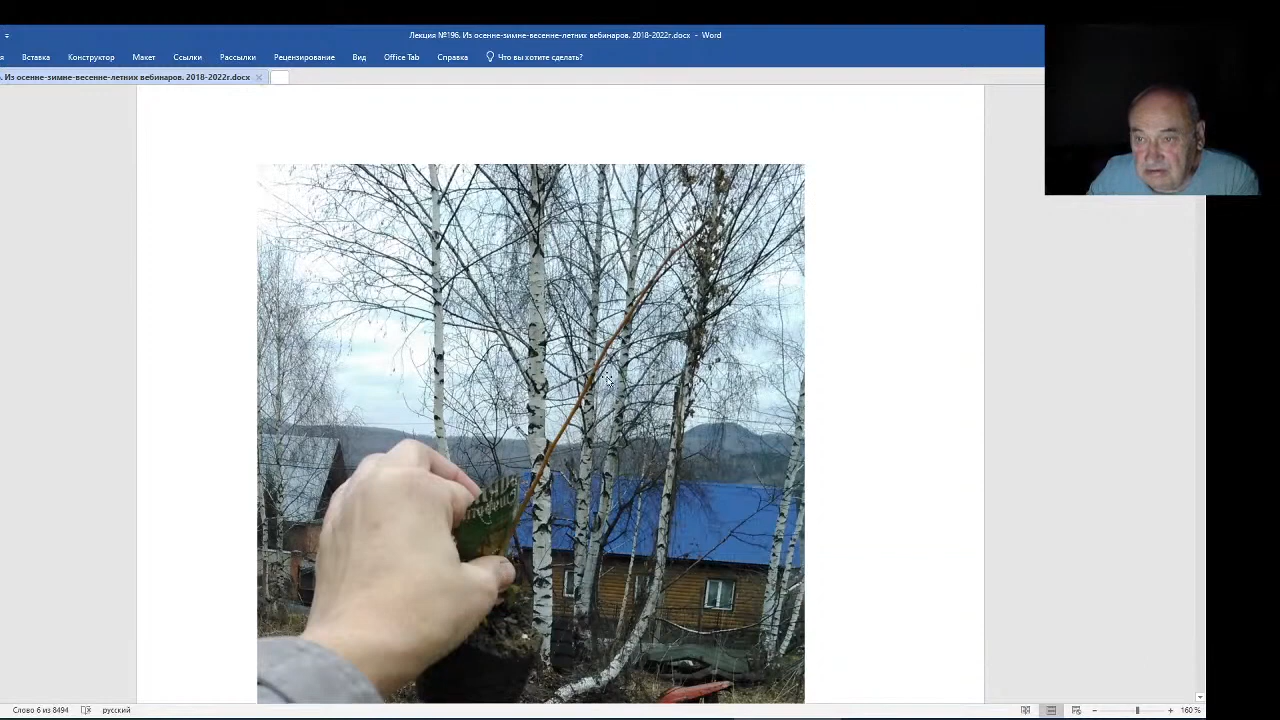 Лекция №196. Из осенне-зимне-весенне-летних вебинаров. 2018-2022г.docx - Word
я Вставка Конструктор Макет Ссылки Рассылки Рецензирование Вид Office Tab Справка Что вы хотите сделать?
. Из осенне-зимне-весенне-летних вебинаров. 2018-2022г.docx
Слово 6 из 8494 русский 160 %